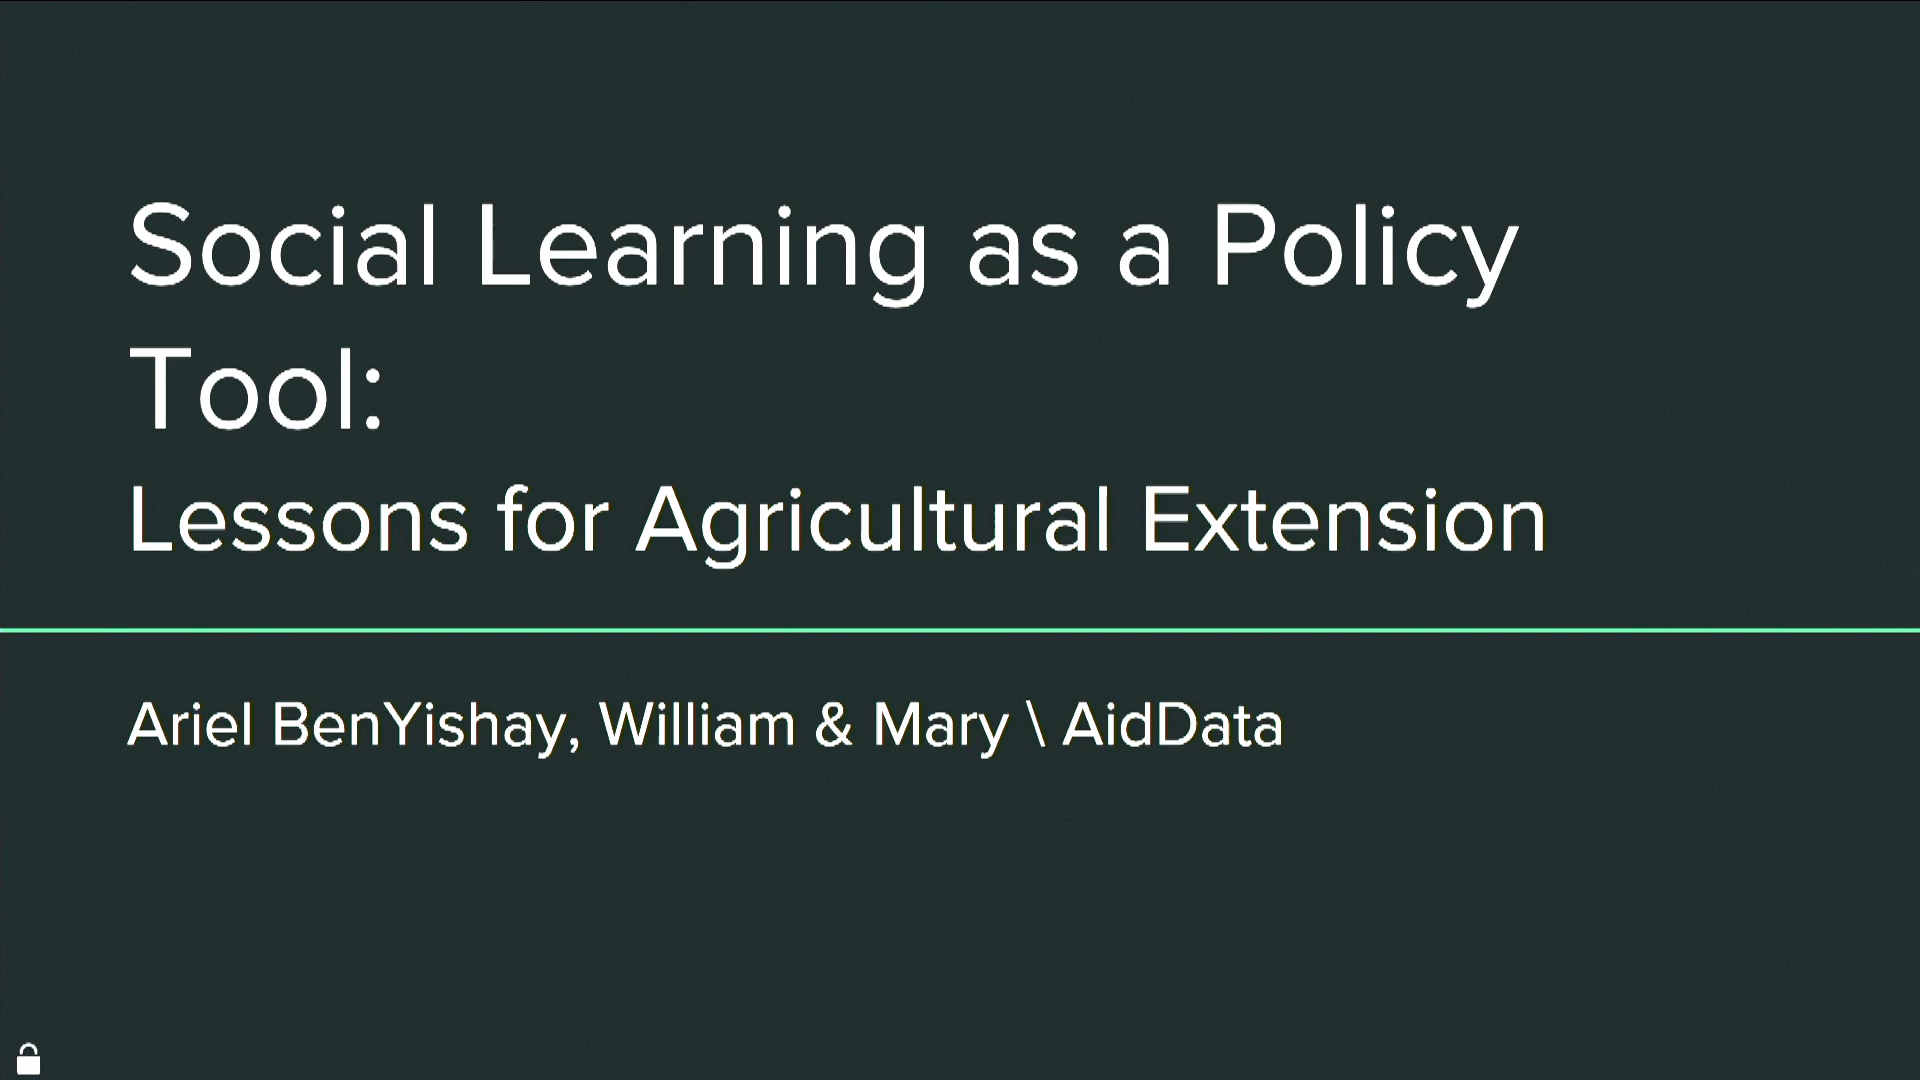 Social Learning as a Policy
Tool:
Lessons for Agricultural Extension
Ariel BenYishay, William & Mary \ AidData